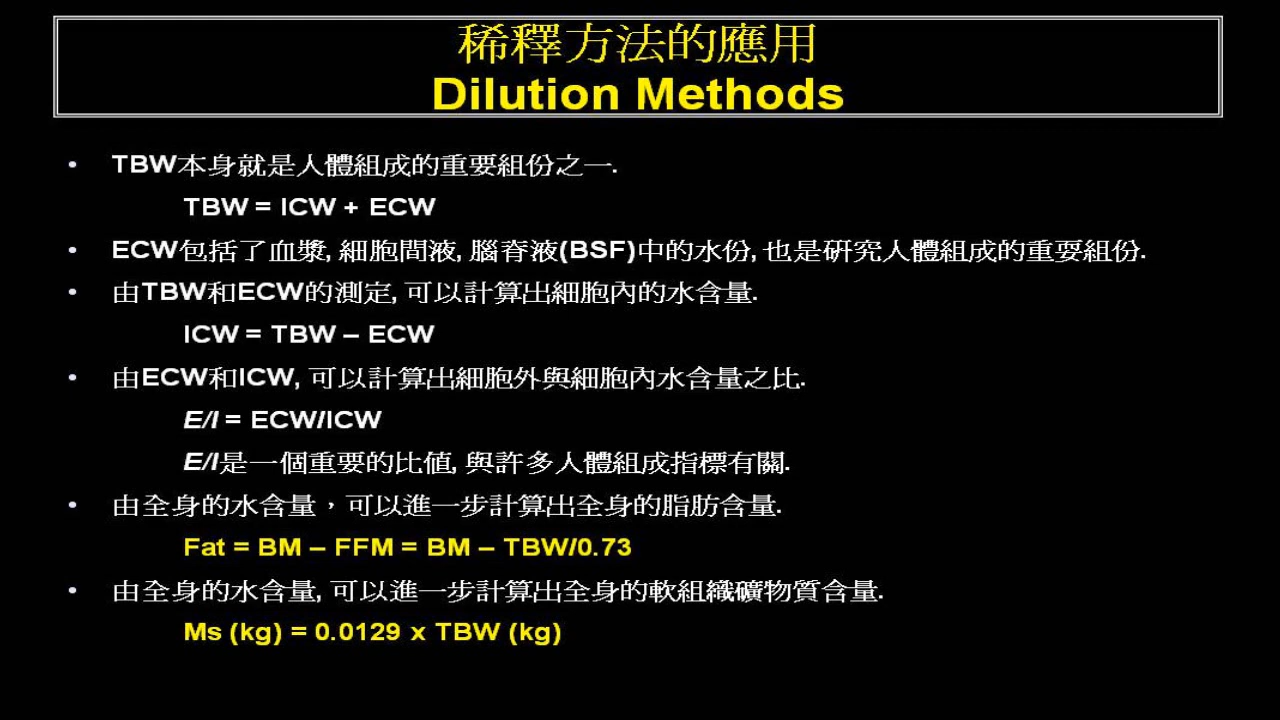 稀釋方法的應用
Dilution Methods
• TBW本身就是人體組成的重要組份之一.
TBW = ICW + ECW
• ECW包括了血漿, 細胞間液, 腦脊液(BSF)中的水份, 也是研究人體組成的重要組份.
• 由TBW和ECW的測定, 可以計算出細胞內的水含量.
ICW = TBW – ECW
• 由ECW和ICW, 可以計算出細胞外與細胞內水含量之比.
E/I = ECW/ICW
E/I是一個重要的比值, 與許多人體組成指標有關.
• 由全身的水含量，可以進一步計算出全身的脂肪含量.
Fat = BM – FFM = BM – TBW/0.73
• 由全身的水含量, 可以進一步計算出全身的軟組織礦物質含量.
Ms (kg) = 0.0129 x TBW (kg)